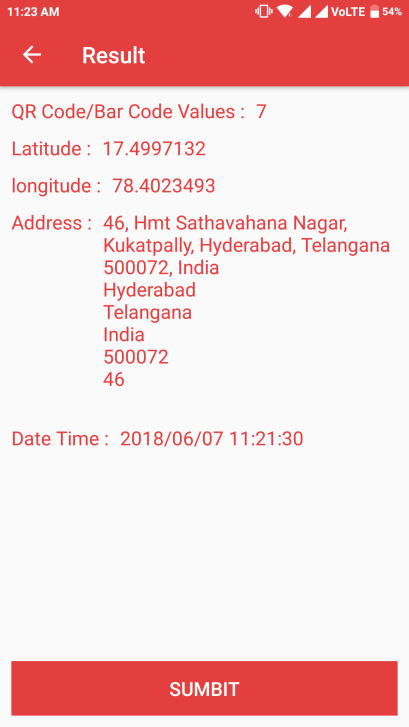 11:23 AM VoLTE 54%
Result
QR Code/Bar Code Values : 7
Latitude : 17.4997132
longitude : 78.4023493
Address : 46, Hmt Sathavahana Nagar,
Kukatpally, Hyderabad, Telangana
500072, India
Hyderabad
Telangana
India
500072
46
Date Time : 2018/06/07 11:21:30
SUMBIT